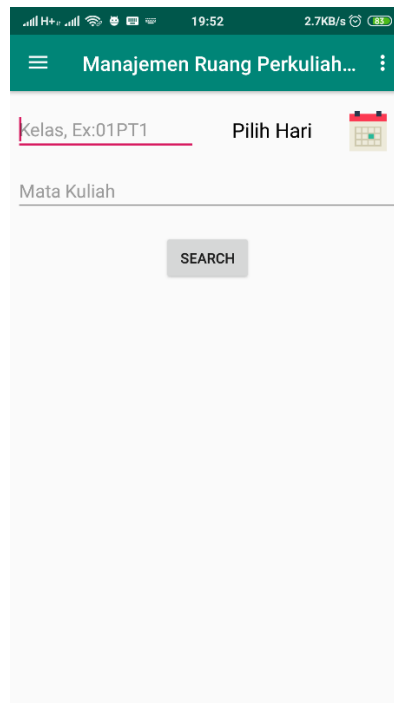 H+ 19:52 2.7KB/s 83
Manajemen Ruang Perkuliah...
Kelas, Ex:01PT1 Pilih Hari
Mata Kuliah
SEARCH